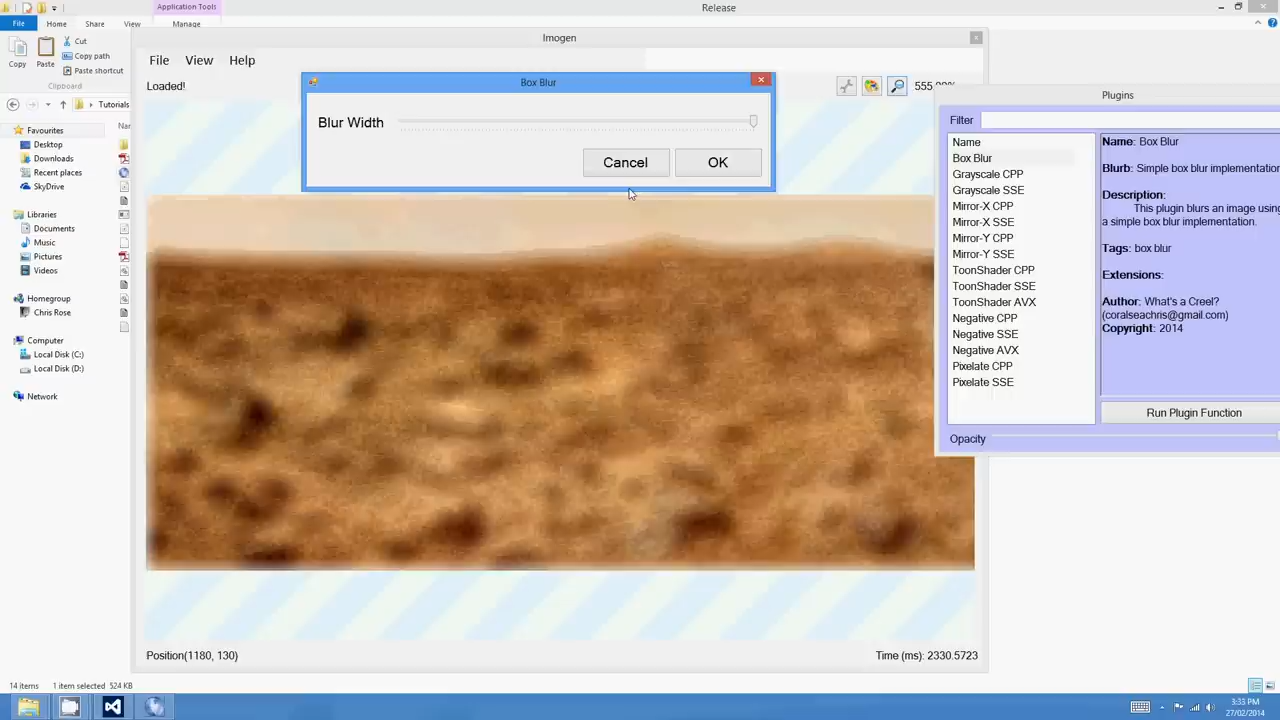 Application Tools
Release
File
Home
Share
View
Manage
Copy
Paste
Cut
Copy path
Paste shortcut
Clipboard
Tutorials
Favourites
Desktop
Downloads
Recent places
SkyDrive
Libraries
Documents
Music
Pictures
Videos
Homegroup
Chris Rose
Computer
Local Disk (C:)
Local Disk (D:)
Network
14 items
1 item selected 524 KB
Imogen
File
View
Help
Loaded!
Box Blur
Blur Width
Cancel
OK
Position(1180, 130)
Time (ms): 2330.5723
Plugins
Filter
Name
Box Blur
Grayscale CPP
Grayscale SSE
Mirror-X CPP
Mirror-X SSE
Mirror-Y CPP
Mirror-Y SSE
ToonShader CPP
ToonShader SSE
ToonShader AVX
Negative CPP
Negative SSE
Negative AVX
Pixelate CPP
Pixelate SSE
Name: Box Blur
Blurb: Simple box blur implementation
Description:
This plugin blurs an image using
a simple box blur implementation.
Tags: box blur
Extensions:
Author: What's a Creel?
(coralseachris@gmail.com)
Copyright: 2014
Run Plugin Function
Opacity
3:33 PM
27/02/2014